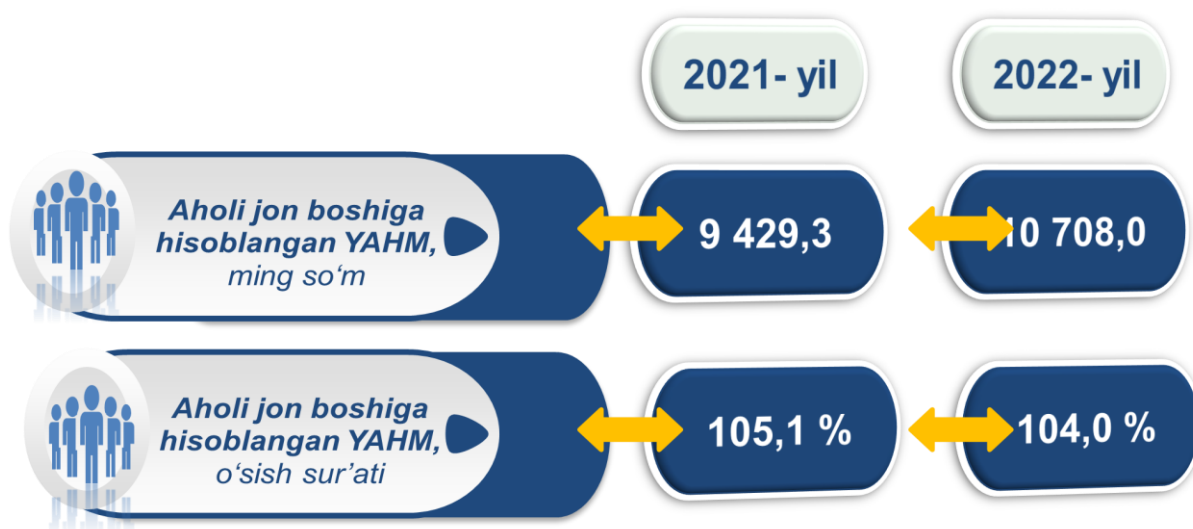 2021- yil
2022- yil
Aholi jon boshiga
hisoblangan YAHM,
ming so‘m
9 429,3
10 708,0
Aholi jon boshiga
hisoblangan YAHM,
o‘sish sur’ati
105,1 %
104,0 %